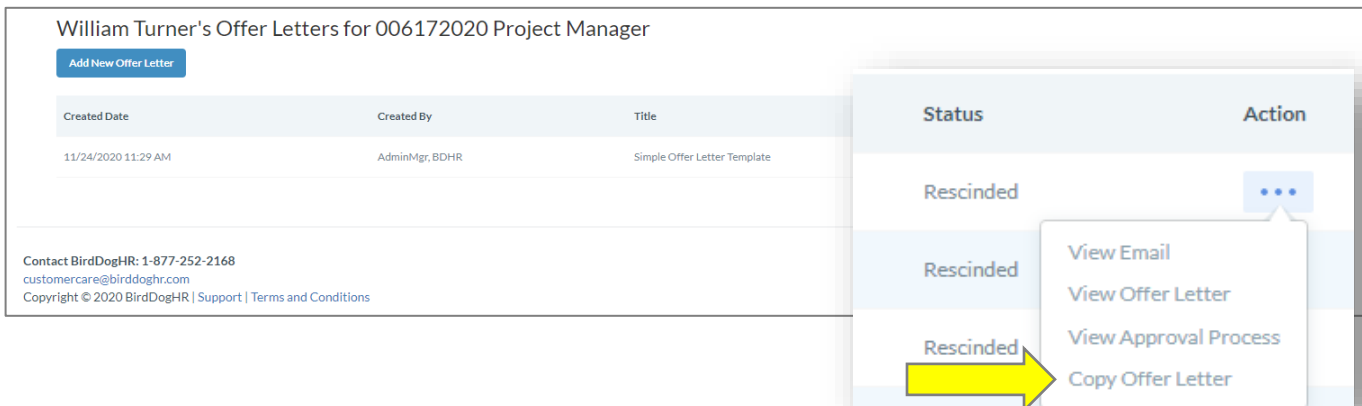 William Turner's Offer Letters for 006172020 Project Manager
Add New Offer Letter
Created Date Created By Title
11/24/2020 11:29 AM AdminMgr, BDHR Simple Offer Letter Template
Contact BirdDogHR: 1-877-252-2168
customercare@birddoghr.com
Copyright © 2020 BirdDogHR | Support | Terms and Conditions
Status Action
Rescinded
Rescinded
Rescinded
View Email
View Offer Letter
View Approval Process
Copy Offer Letter